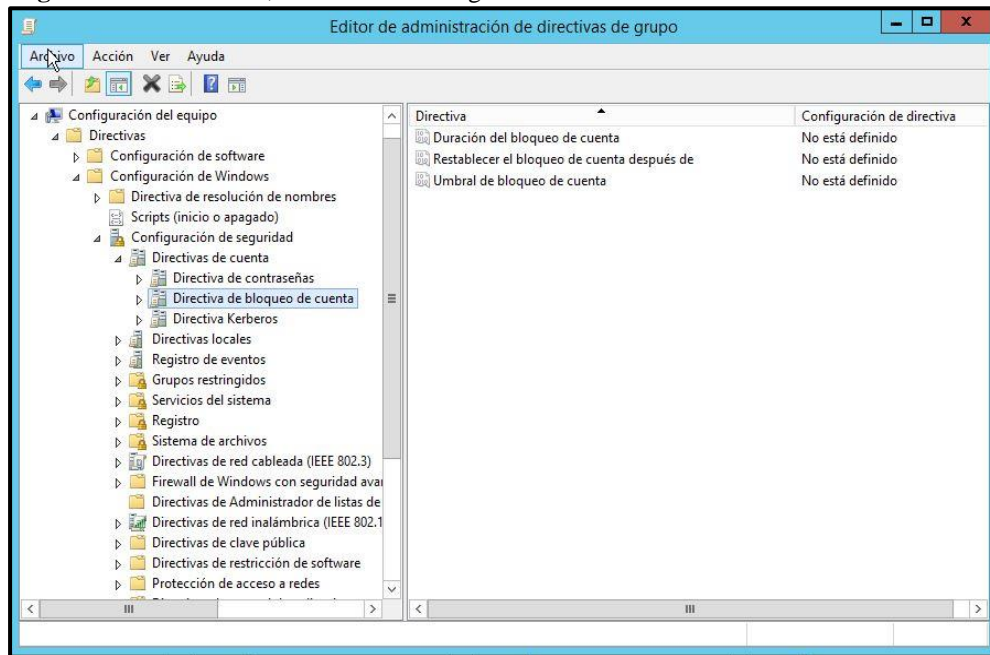 Editor de administración de directivas de grupo
Archivo Acción Ver Ayuda
Configuración del equipo
Directivas
Configuración de software
Configuración de Windows
Directiva de resolución de nombres
Scripts (inicio o apagado)
Configuración de seguridad
Directivas de cuenta
Directiva de contraseñas
Directiva de bloqueo de cuenta
Directiva Kerberos
Directivas locales
Registro de eventos
Grupos restringidos
Servicios del sistema
Registro
Sistema de archivos
Directivas de red cableada (IEEE 802.3)
Firewall de Windows con seguridad avai
Directivas de Administrador de listas de
Directivas de red inalámbrica (IEEE 802.1
Directivas de clave pública
Directivas de restricción de software
Protección de acceso a redes
Directiva Configuración de directiva
Duración del bloqueo de cuenta No está definido
Restablecer el bloqueo de cuenta después de No está definido
Umbral de bloqueo de cuenta No está definido